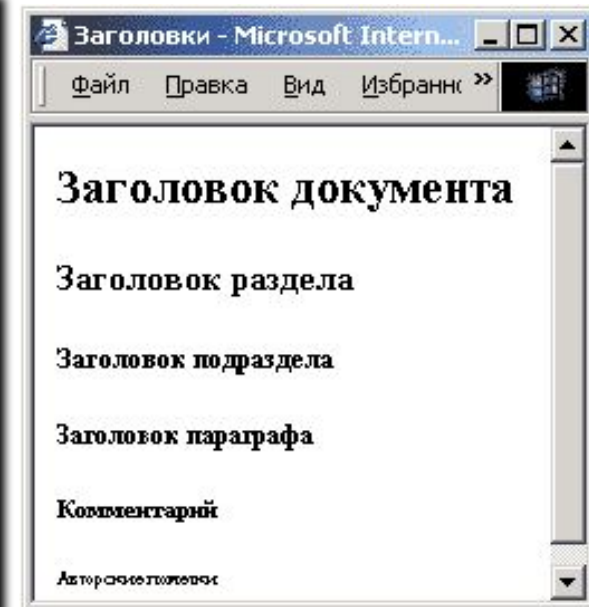 Заголовки - Microsoft Intern...
Файл Правка Вид Избранн »
Заголовок документа
Заголовок раздела
Заголовок подраздела
Заголовок параграфа
Комментарий
Авторские пометки